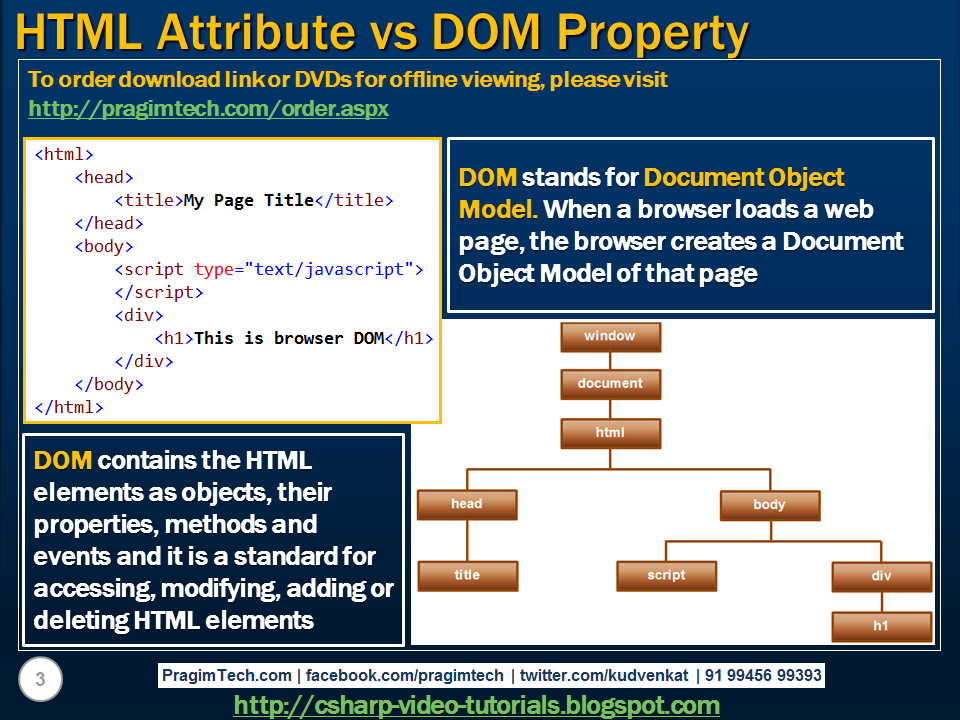 HTML Attribute vs DOM Property
To order download link or DVDs for offline viewing, please visit
http://pragimtech.com/order.aspx
<html>
<head>
<title>My Page Title</title>
</head>
<body>
<script type="text/javascript">
</script>
<div>
<h1>This is browser DOM</h1>
</div>
</body>
</html>
DOM stands for Document Object
Model. When a browser loads a web
page, the browser creates a Document
Object Model of that page
DOM contains the HTML
elements as objects, their
properties, methods and
events and it is a standard for
accessing, modifying, adding or
deleting HTML elements
window
document
html
head
body
title
script
div
h1
3
PragimTech.com | facebook.com/pragimtech | twitter.com/kudvenkat | 91 99456 99393
http://csharp-video-tutorials.blogspot.com